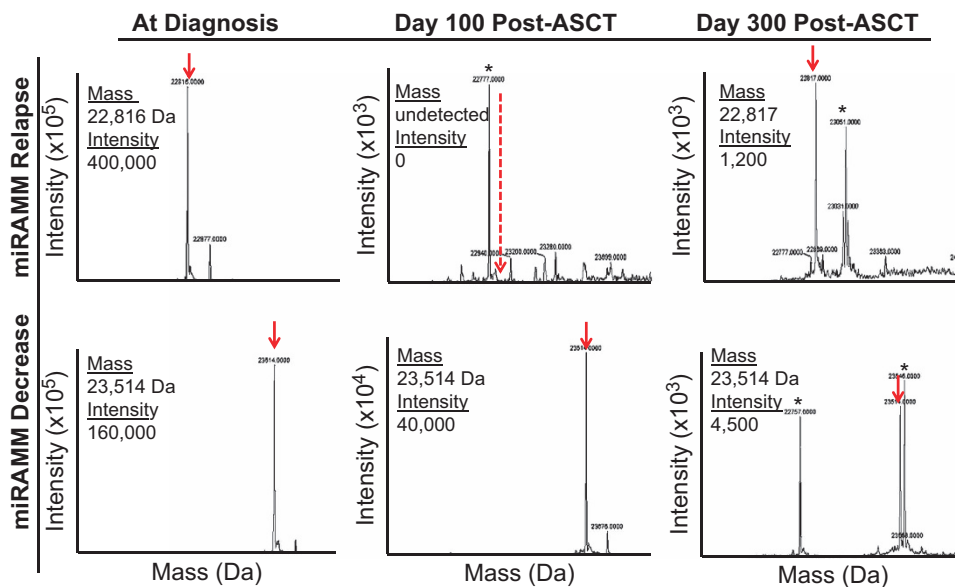 At Diagnosis
Day 100 Post-ASCT
Day 300 Post-ASCT
miRAMM Relapse
Intensity (x10⁵)
Mass
22,816 Da
Intensity
400,000
22816.0000
22977.0000
Intensity (x10³)
Mass
undetected
Intensity
0
*
22777.0000
22940.0000
23200.0000
23280.0000
23699.0000
Intensity (x10³)
Mass
22,817
Intensity
1,200
22817.0000
*
23051.0000
23031.0000
22777.0000
miRAMM Decrease
Intensity (x10⁵)
Mass
23,514 Da
Intensity
160,000
23514.0000
Mass (Da)
Intensity (x10⁴)
Mass
23,514 Da
Intensity
40,000
23676.0000
Mass (Da)
Intensity (x10³)
Mass
23,514 Da
Intensity
4,500
*
22757.0000
*
Mass (Da)